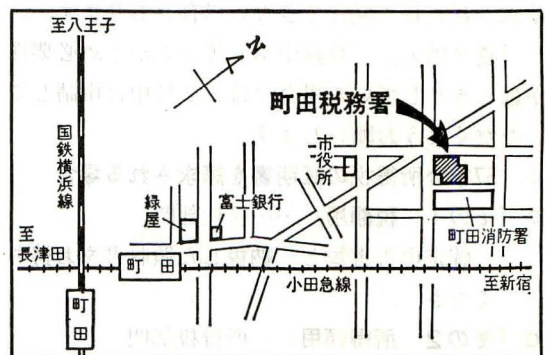 至八王子
N
町田税務署
国鉄横浜線
市役所
緑屋
富士銀行
町田消防署
至長津田
町田
小田急線
至新宿
町田